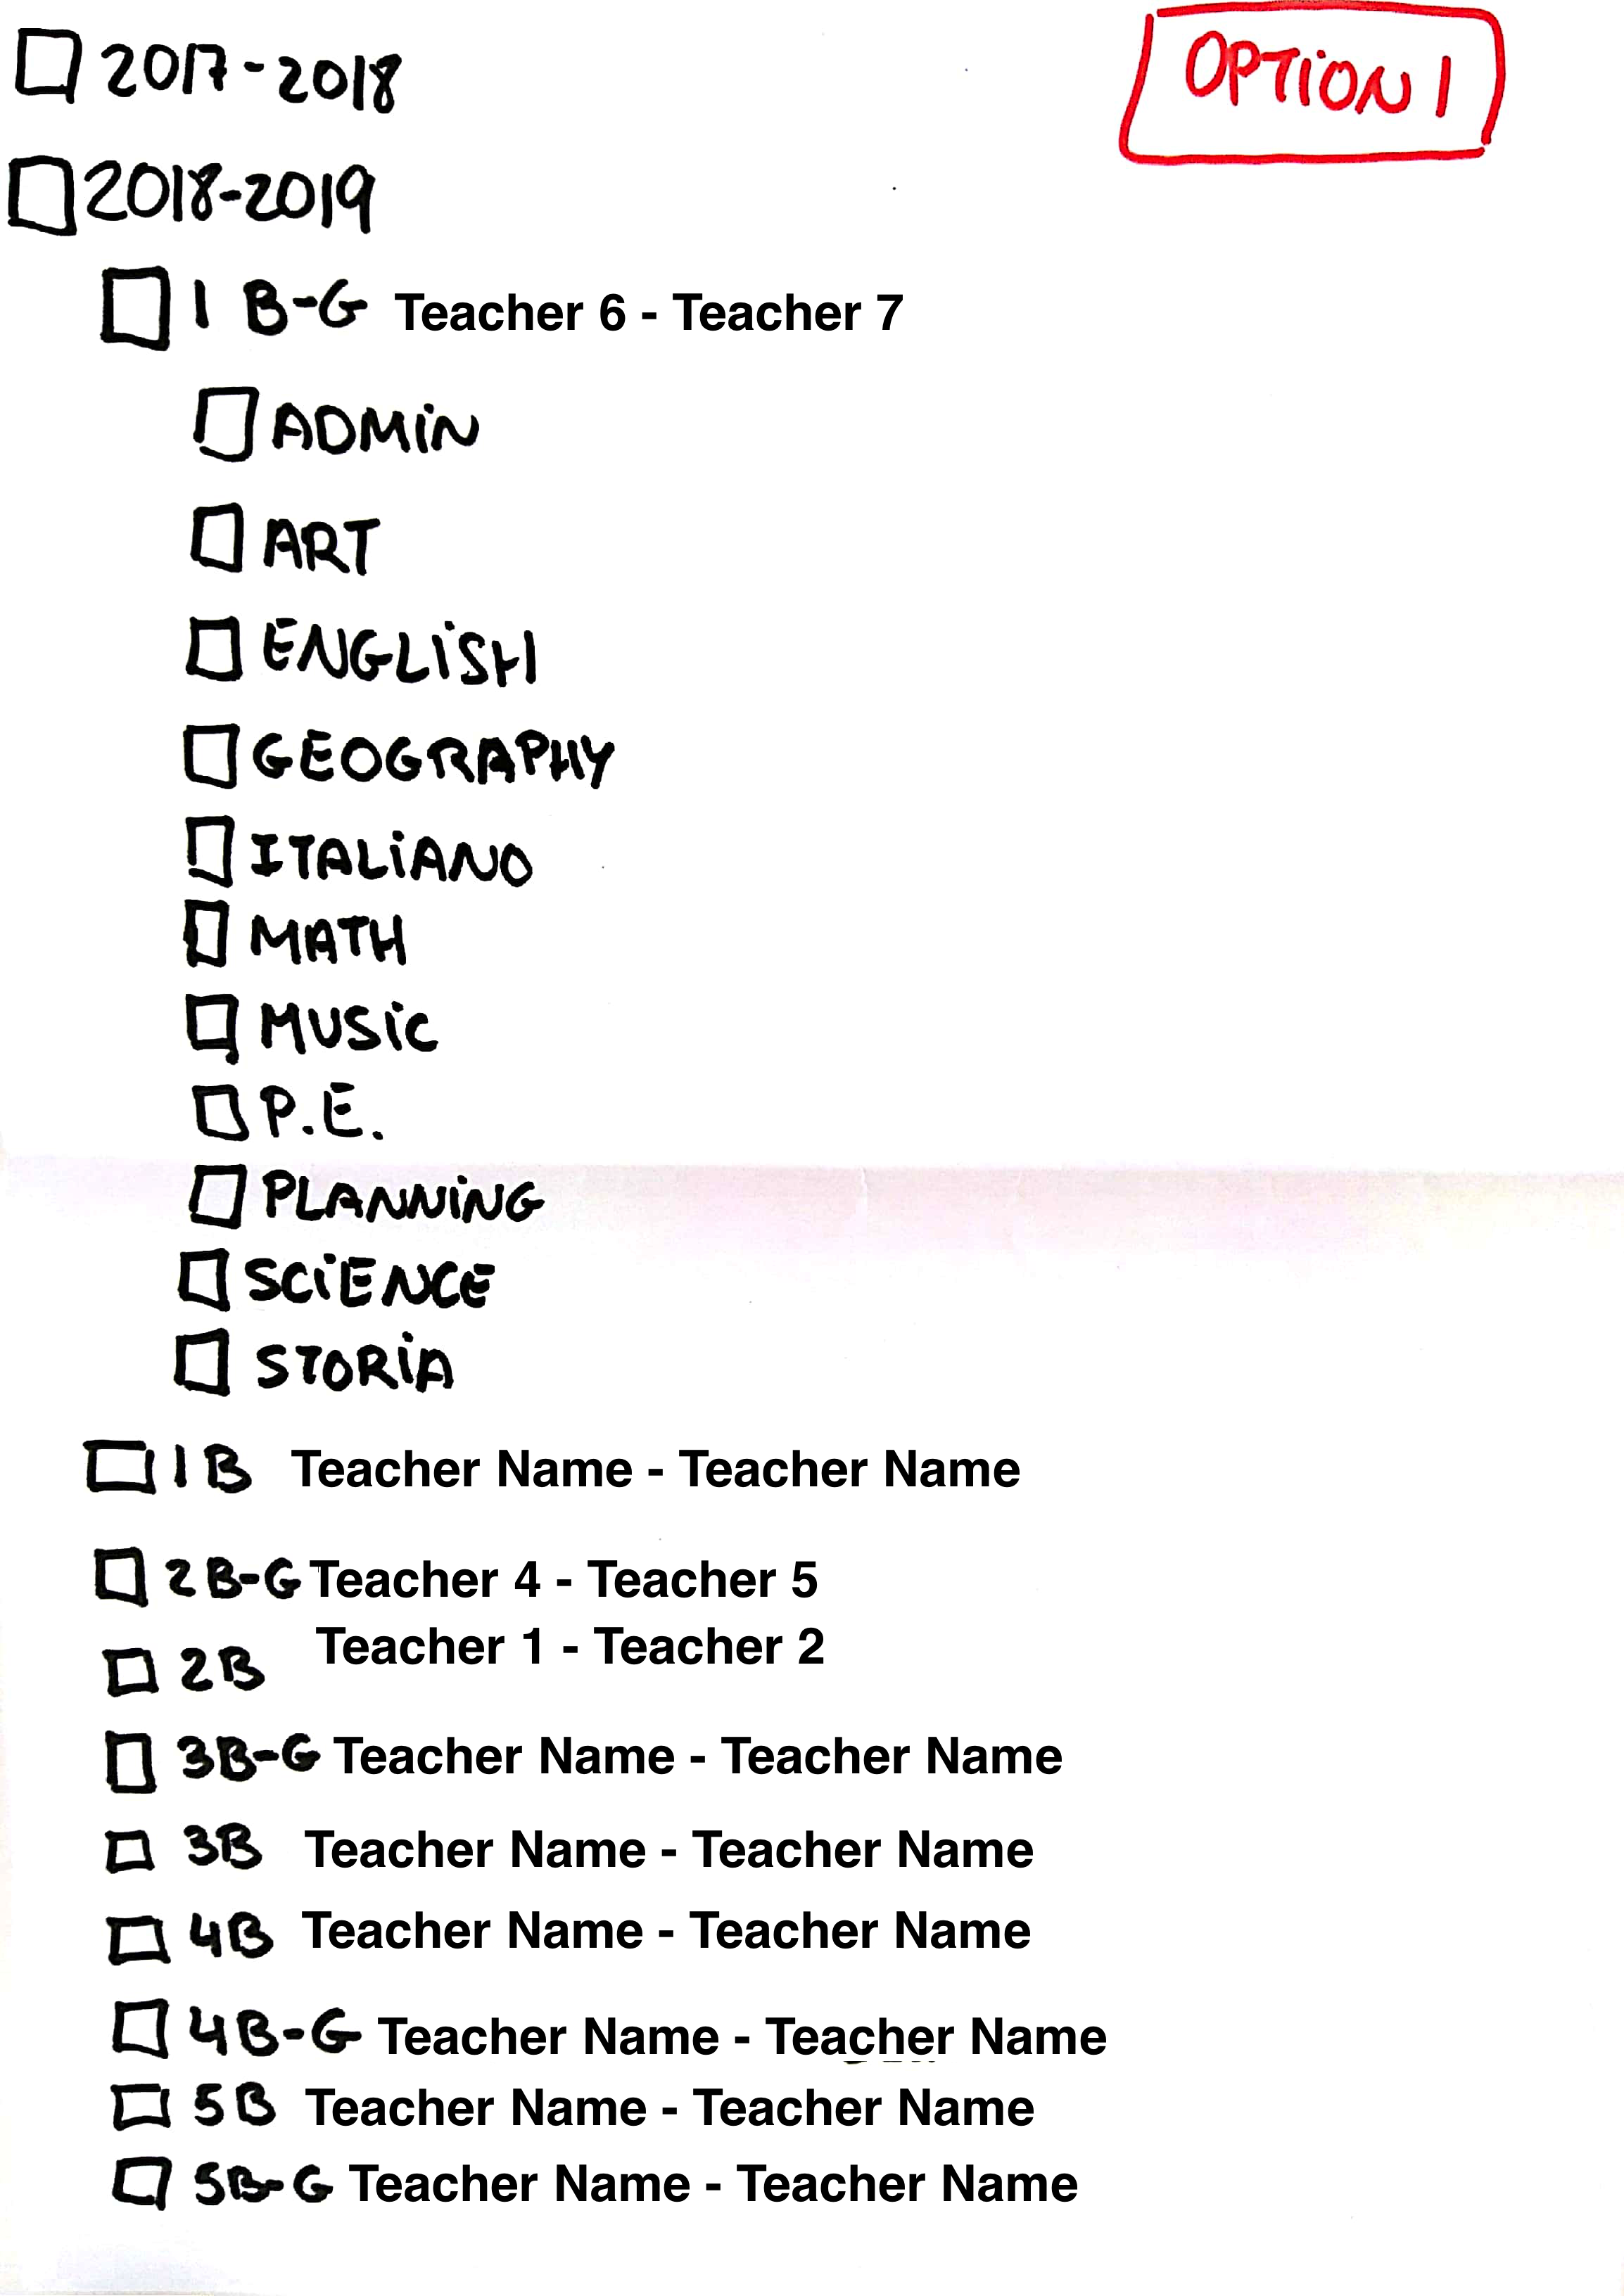 OPTION 1
2017-2018
2018-2019
1 B-G Teacher 6 - Teacher 7
ADMIN
ART
ENGLISH
GEOGRAPHY
ITALIANO
MATH
MUSIC
P.E.
PLANNING
SCIENCE
STORIA
1B Teacher Name - Teacher Name
2B-G Teacher 4 - Teacher 5
2B Teacher 1 - Teacher 2
3B-G Teacher Name - Teacher Name
3B Teacher Name - Teacher Name
4B Teacher Name - Teacher Name
4B-G Teacher Name - Teacher Name
5B Teacher Name - Teacher Name
5B-G Teacher Name - Teacher Name